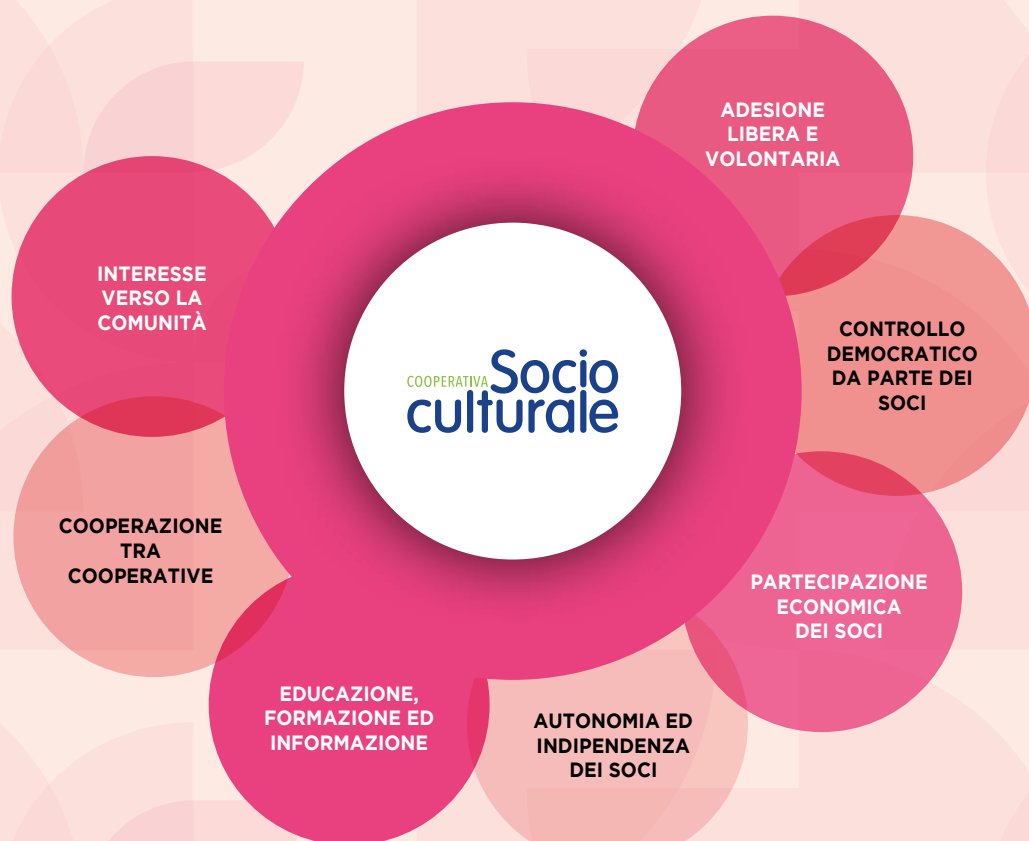 ADESIONE
LIBERA E
VOLONTARIA
INTERESSE
VERSO LA
COMUNITÀ
CONTROLLO
DEMOCRATICO
DA PARTE DEI
SOCI
COOPERATIVA Socio
culturale
COOPERAZIONE
TRA
COOPERATIVE
PARTECIPAZIONE
ECONOMICA
DEI SOCI
EDUCAZIONE,
FORMAZIONE ED
INFORMAZIONE
AUTONOMIA ED
INDIPENDENZA
DEI SOCI